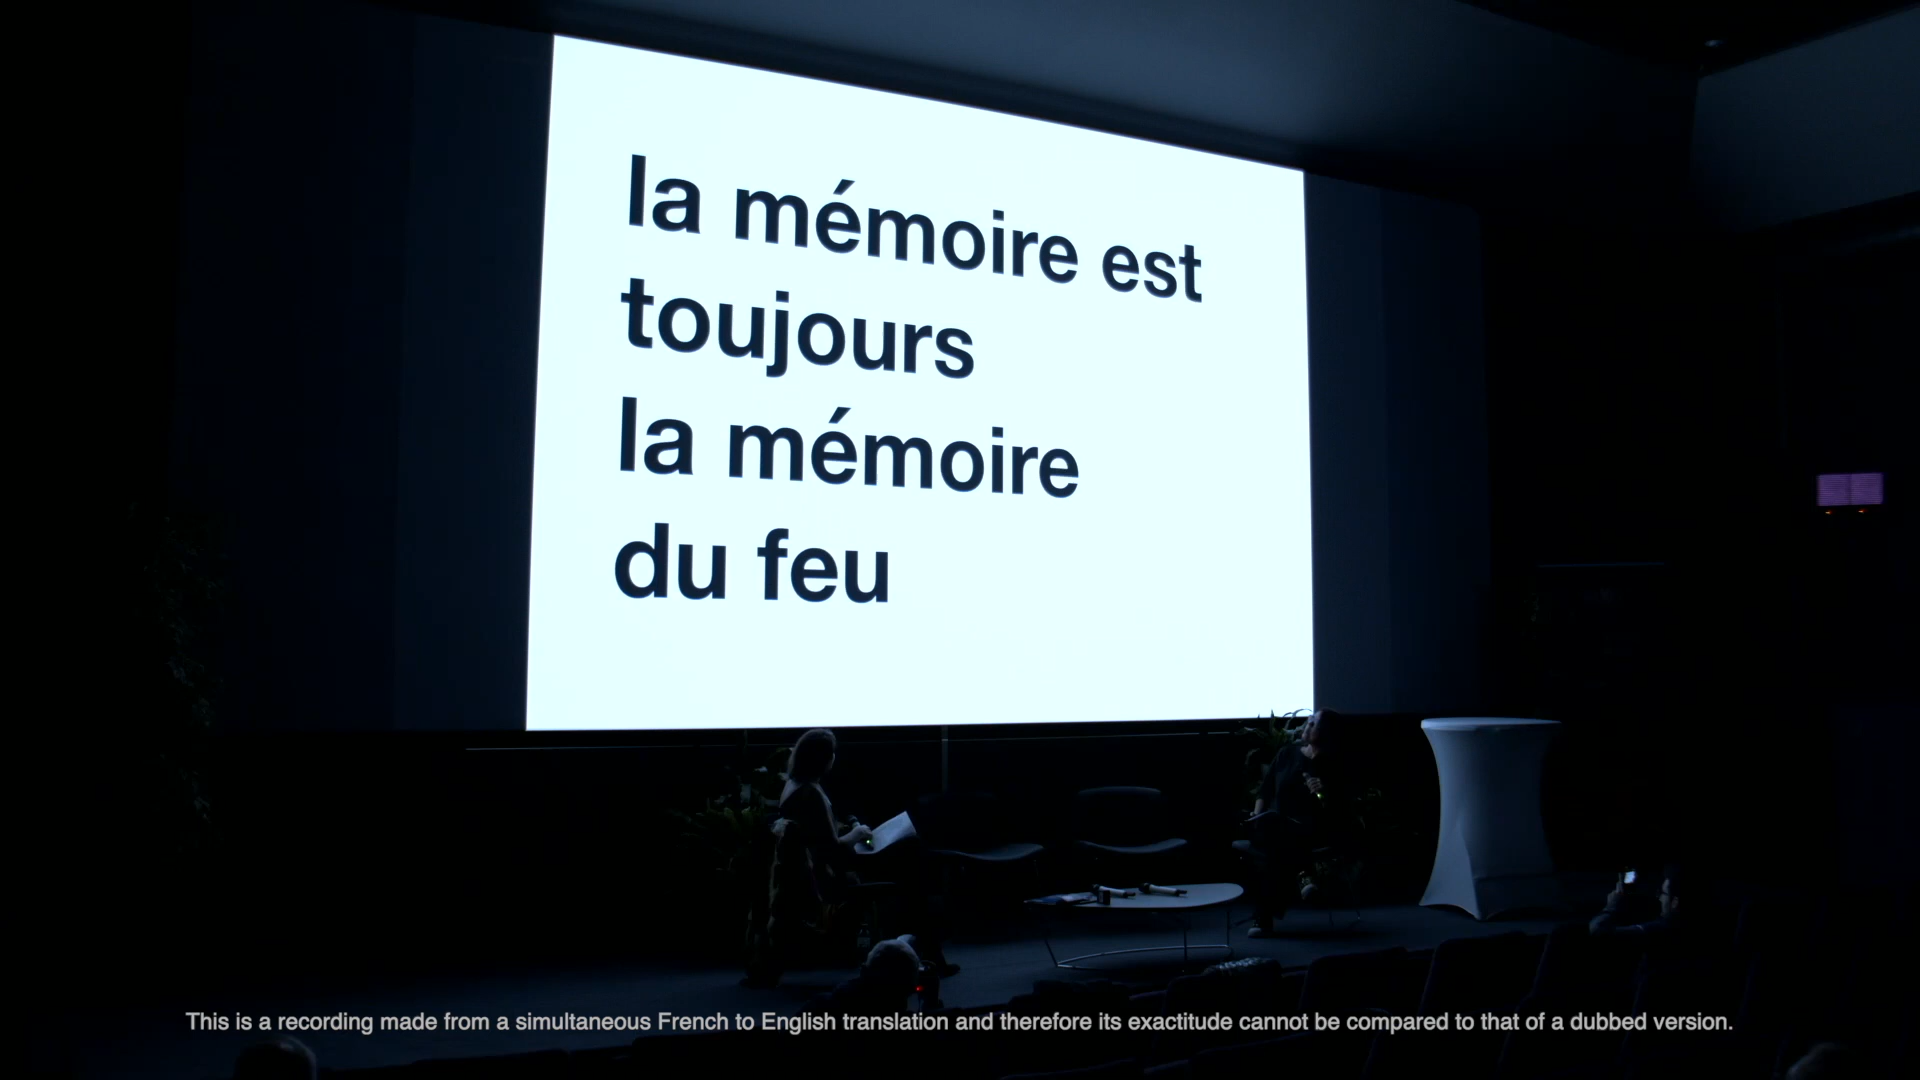 la mémoire est
toujours
la mémoire
du feu
This is a recording made from a simultaneous French to English translation and therefore its exactitude cannot be compared to that of a dubbed version.